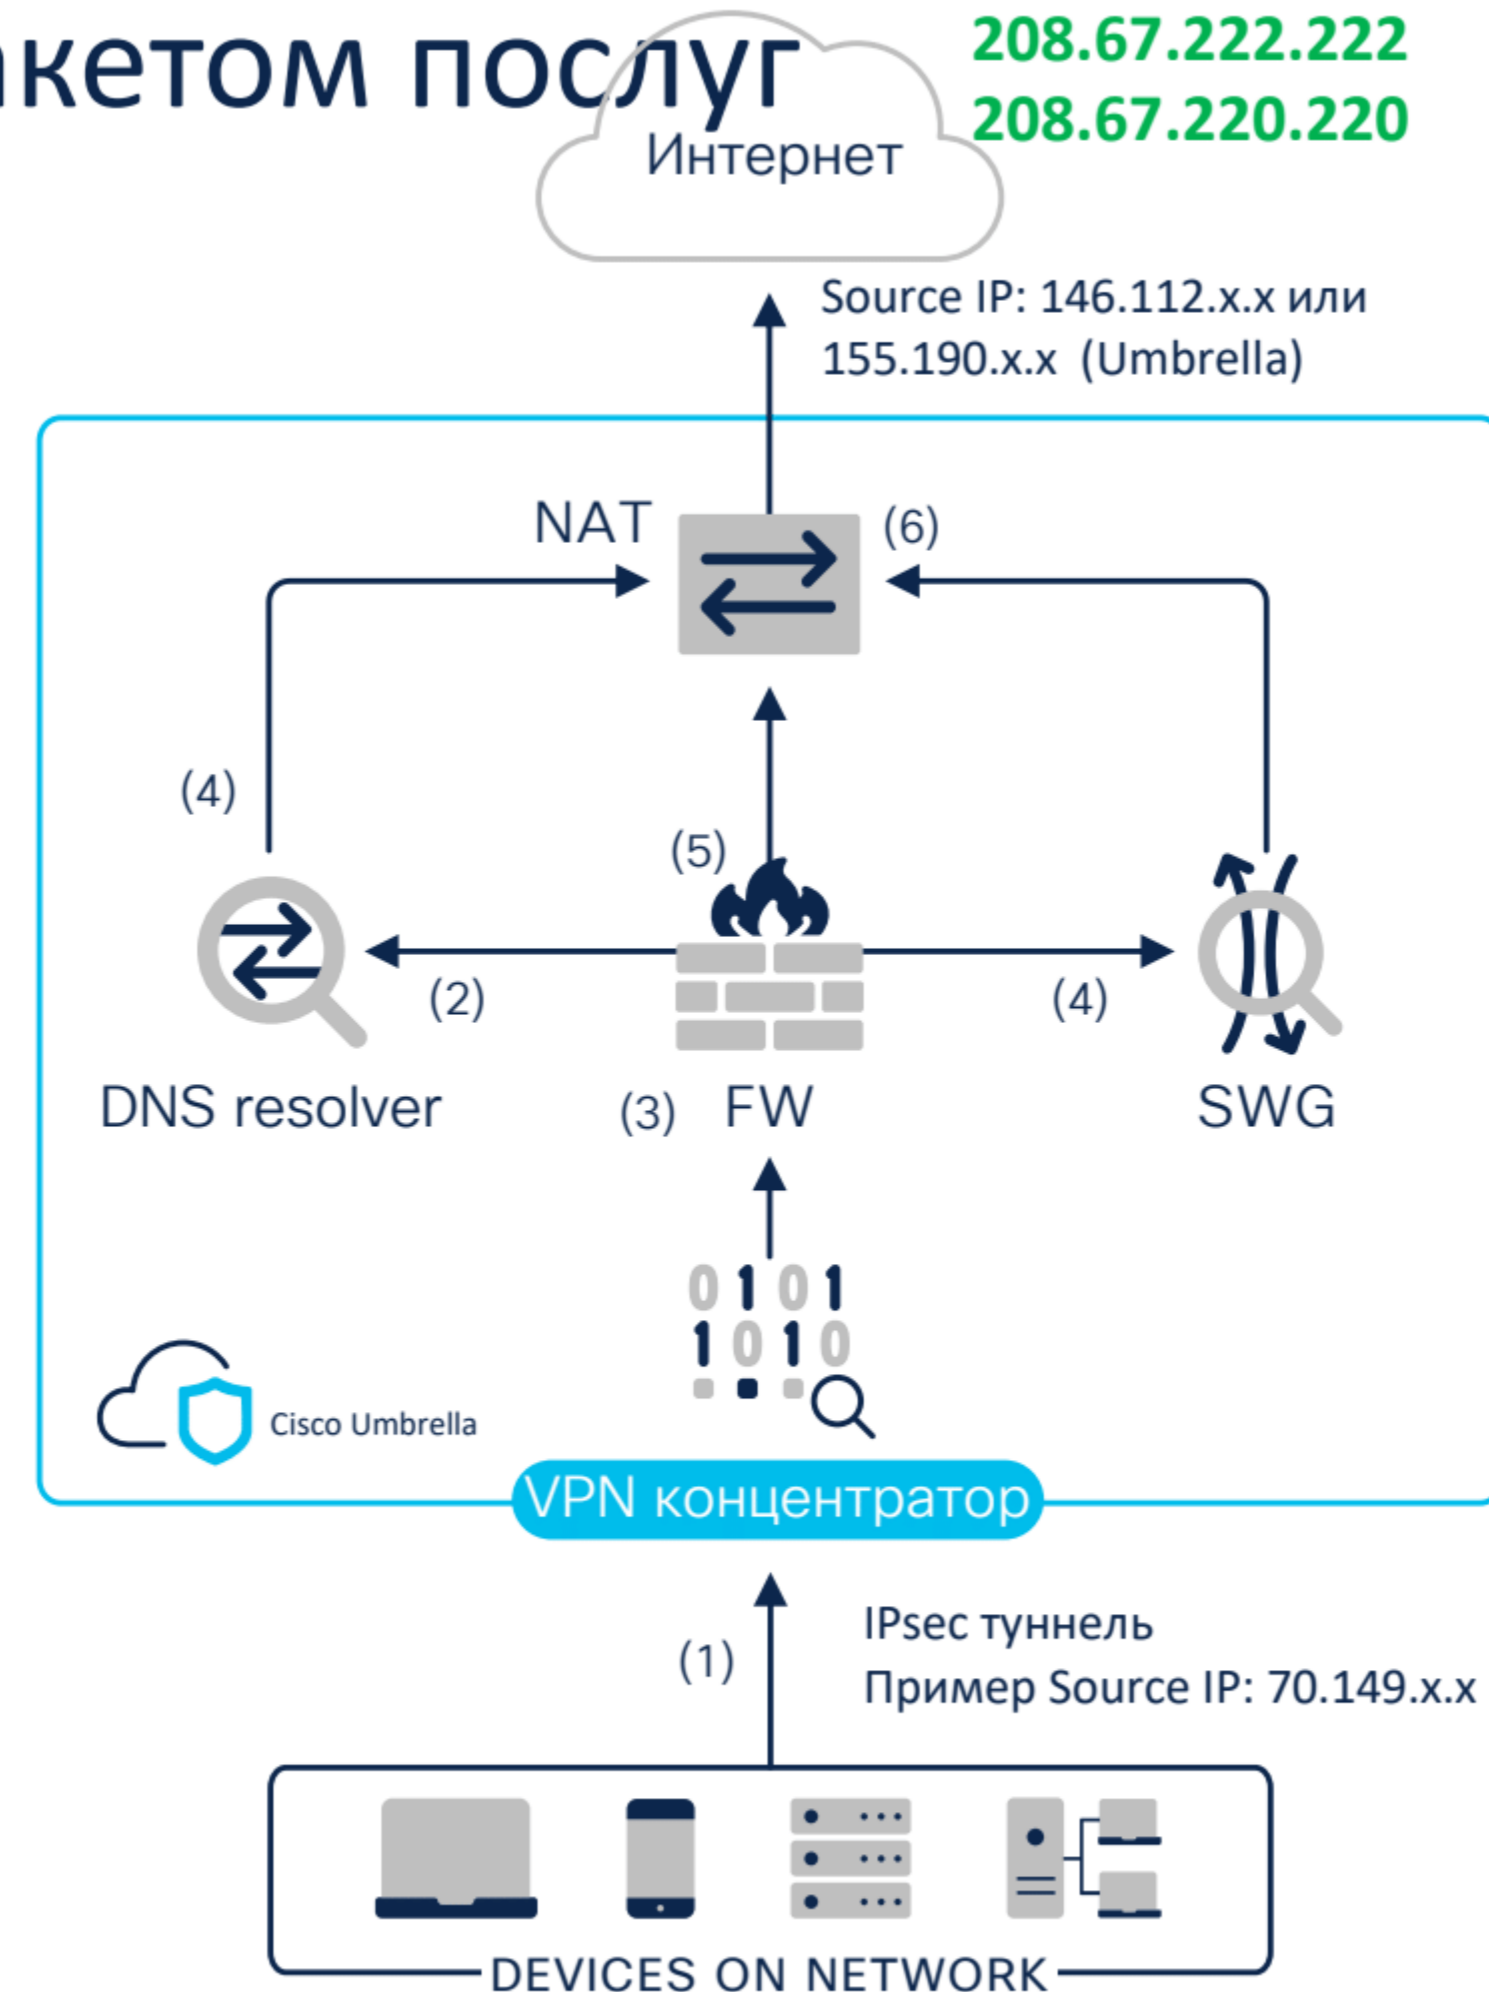 кетом послуг
208.67.222.222
208.67.220.220
Интернет
Source IP: 146.112.x.x или
155.190.x.x (Umbrella)
NAT
(6)
(4)
(5)
(2)
(4)
DNS resolver
(3)
FW
SWG
0101
1010
Cisco Umbrella
VPN концентратор
(1)
IPsec туннель
Пример Source IP: 70.149.x.x
DEVICES ON NETWORK